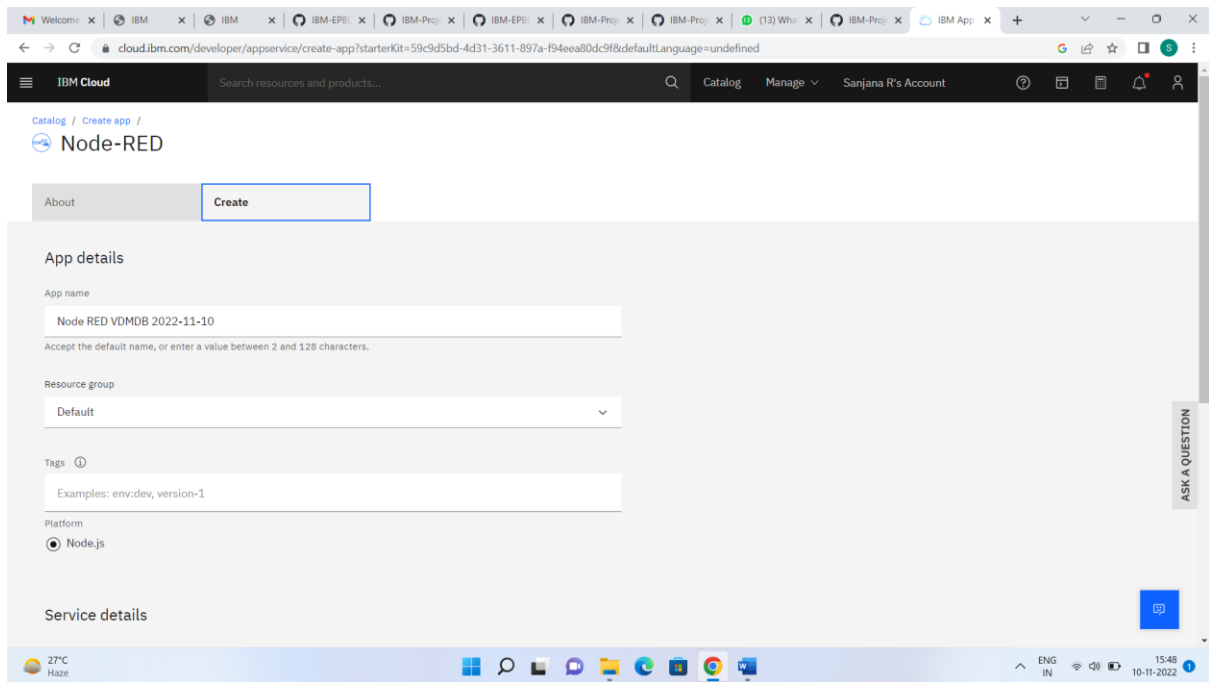 Welcome
IBM
IBM
IBM-EPBL
IBM-Proj
IBM-EPBL
IBM-Proj
IBM-Proj
(13) Wha
IBM-Proj
IBM App
cloud.ibm.com/developer/appservice/create-app?starterKit=59c9d5bd-4d31-3611-897a-f94eea80dc9f&defaultLanguage=undefined
S
IBM Cloud
Search resources and products...
Catalog
Manage
Sanjana R's Account
Catalog / Create app /
Node-RED
About
Create
App details
App name
Node RED VDMDB 2022-11-10
Accept the default name, or enter a value between 2 and 128 characters.
Resource group
Default
Tags
Examples: env:dev, version-1
Platform
Node.js
Service details
ASK A QUESTION
27°C
Haze
ENG
IN
15:48
10-11-2022
1